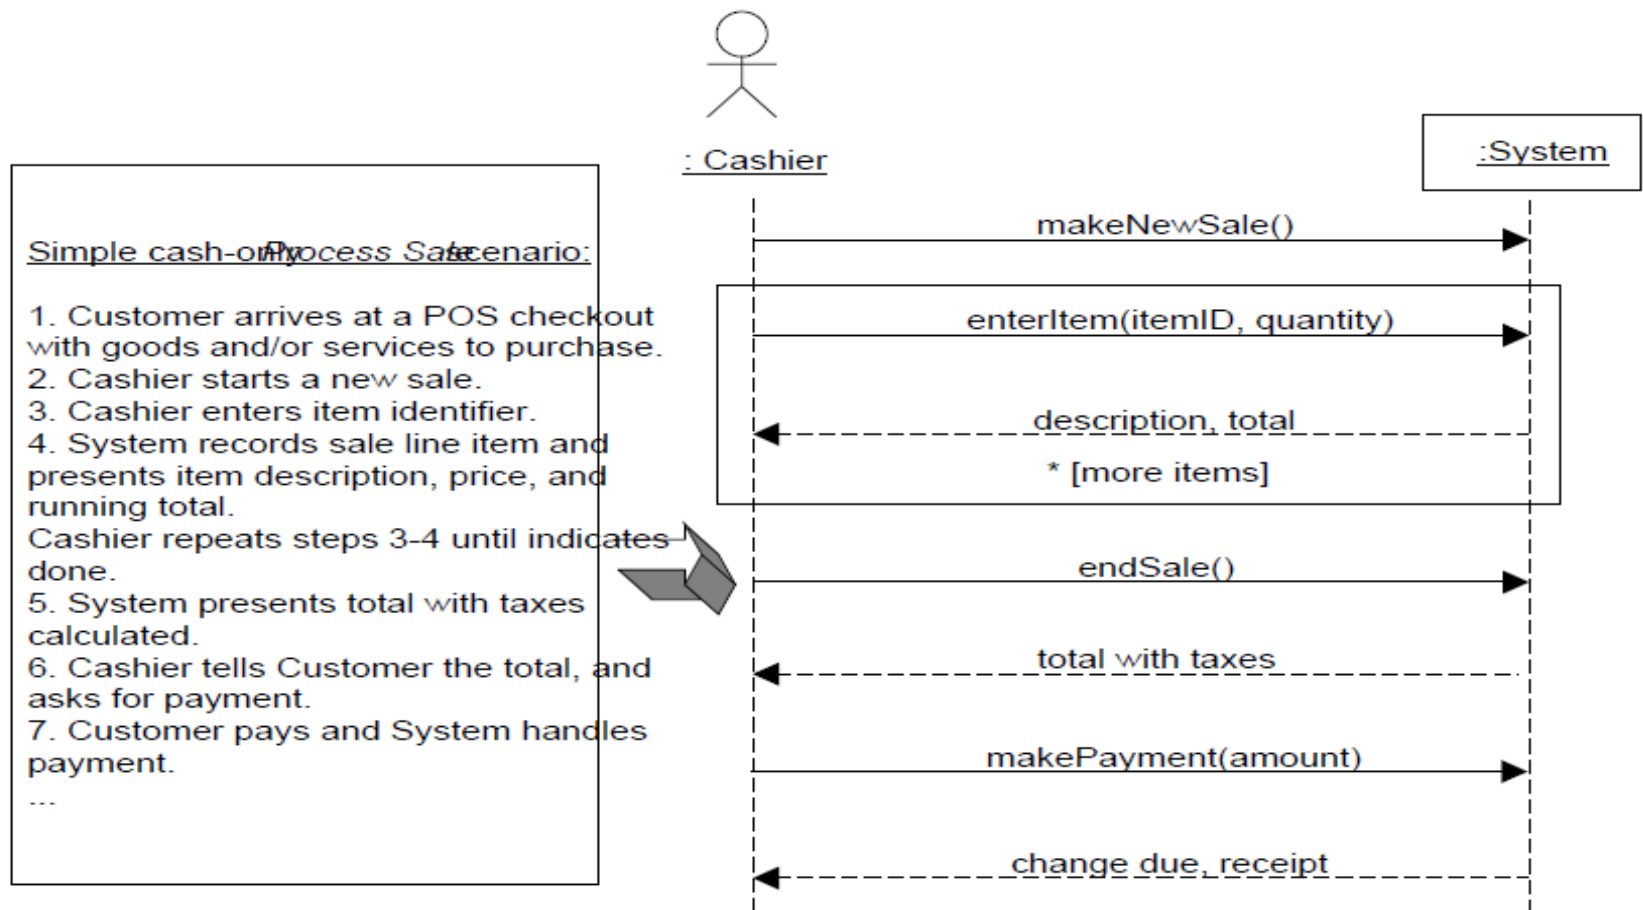 : Cashier
:System
Simple cash-only Process Sale scenario:
1. Customer arrives at a POS checkout
with goods and/or services to purchase.
2. Cashier starts a new sale.
3. Cashier enters item identifier.
4. System records sale line item and
presents item description, price, and
running total.
Cashier repeats steps 3-4 until indicates
done.
5. System presents total with taxes
calculated.
6. Cashier tells Customer the total, and
asks for payment.
7. Customer pays and System handles
payment.
...
makeNewSale()
enterItem(itemID, quantity)
description, total
* [more items]
endSale()
total with taxes
makePayment(amount)
change due, receipt